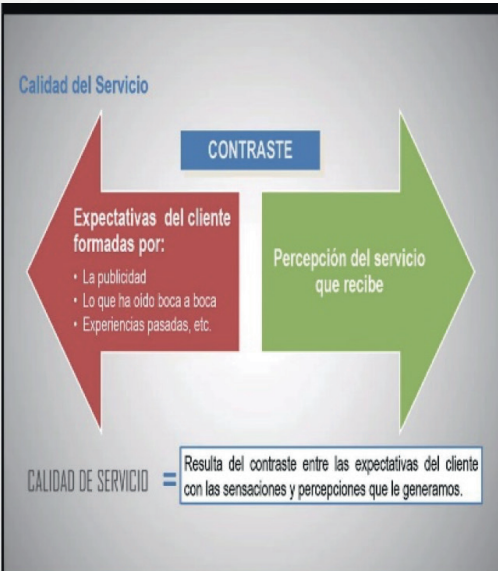 Calidad del Servicio
CONTRASTE
Expectativas del cliente
formadas por:
• La publicidad
• Lo que ha oido boca a boca
• Experiencias pasadas, etc.
Percepción del servicio
que recibe
CALIDAD DE SERVICIO =
Resulta del contraste entre las expectativas del cliente
con las sensaciones y percepciones que le generamos.